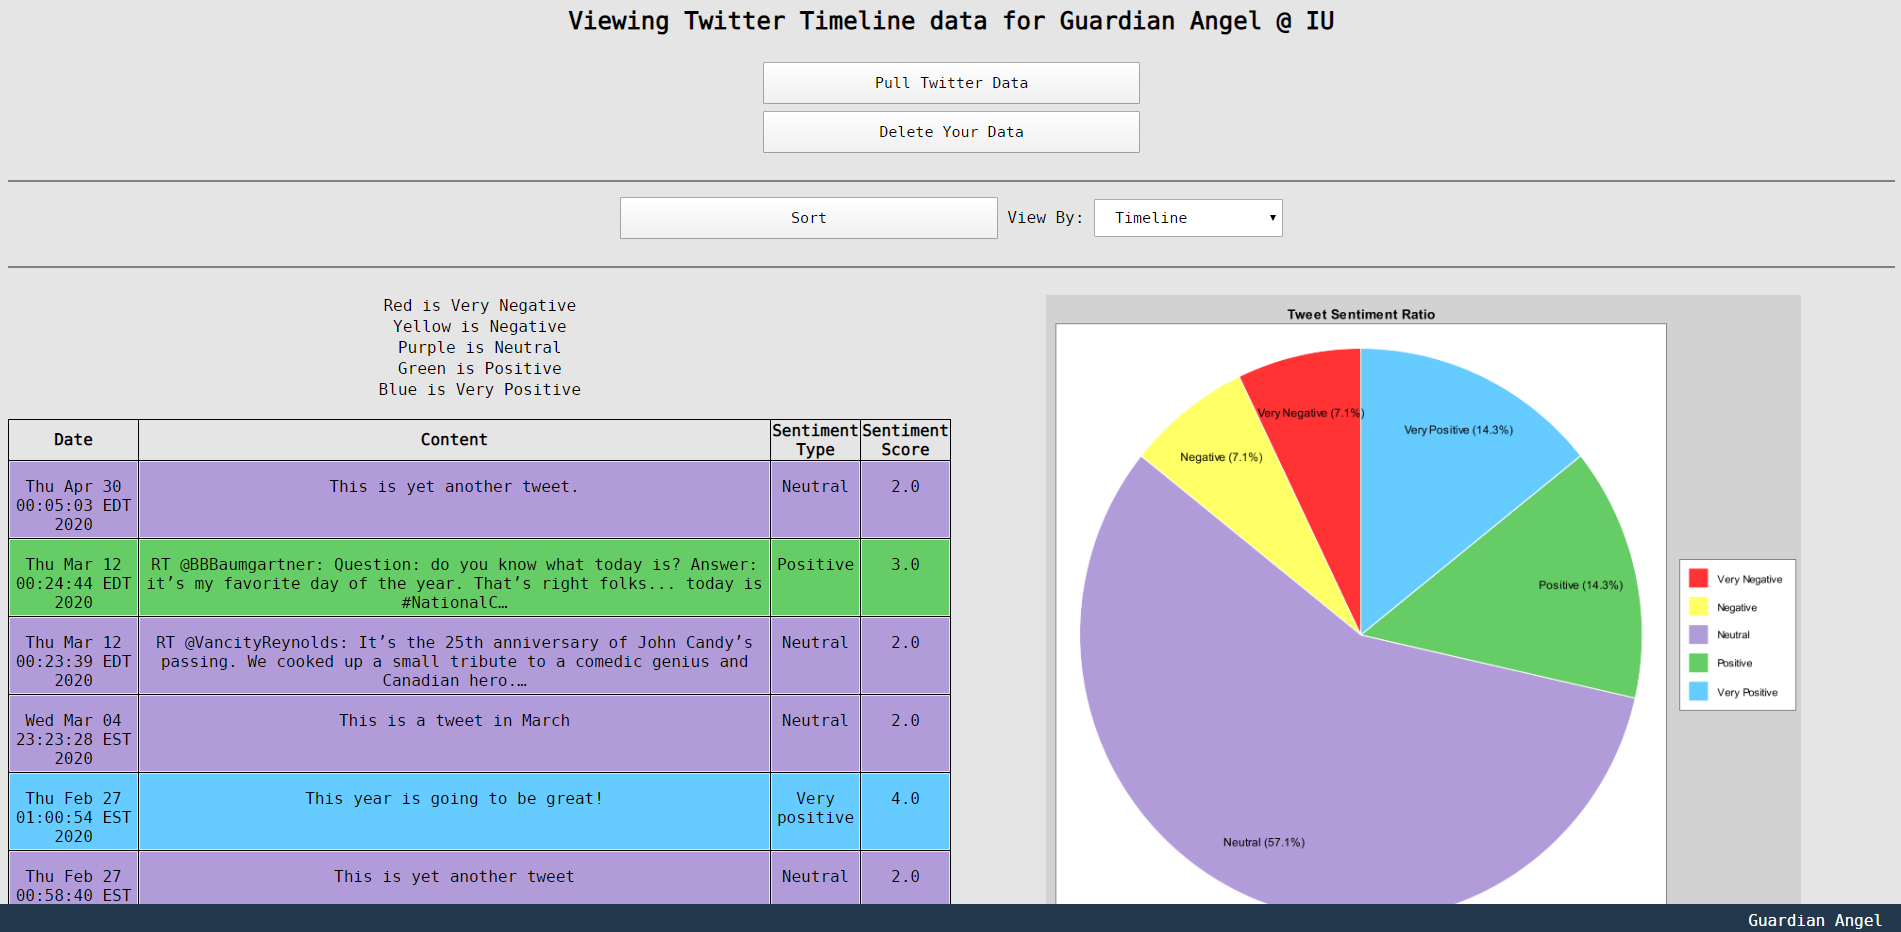 Viewing Twitter Timeline data for Guardian Angel @ IU
Pull Twitter Data
Delete Your Data
Sort
View By:
Timeline
Red is Very Negative
Yellow is Negative
Purple is Neutral
Green is Positive
Blue is Very Positive
Date
Content
Sentiment
Type
Sentiment
Score
Thu Apr 30
00:05:03 EDT
2020
This is yet another tweet.
Neutral
2.0
Thu Mar 12
00:24:44 EDT
2020
RT @BBBaumgartner: Question: do you know what today is? Answer:
it’s my favorite day of the year. That’s right folks... today is
#NationalC…
Positive
3.0
Thu Mar 12
00:23:39 EDT
2020
RT @VancityReynolds: It’s the 25th anniversary of John Candy’s
passing. We cooked up a small tribute to a comedic genius and
Canadian hero.…
Neutral
2.0
Wed Mar 04
23:23:28 EST
2020
This is a tweet in March
Neutral
2.0
Thu Feb 27
01:00:54 EST
2020
This year is going to be great!
Very
positive
4.0
Thu Feb 27
00:58:40 EST
This is yet another tweet
Neutral
2.0
Tweet Sentiment Ratio
Very Negative (7.1%)
Very Positive (14.3%)
Negative (7.1%)
Positive (14.3%)
Neutral (57.1%)
Very Negative
Negative
Neutral
Positive
Very Positive
Guardian Angel